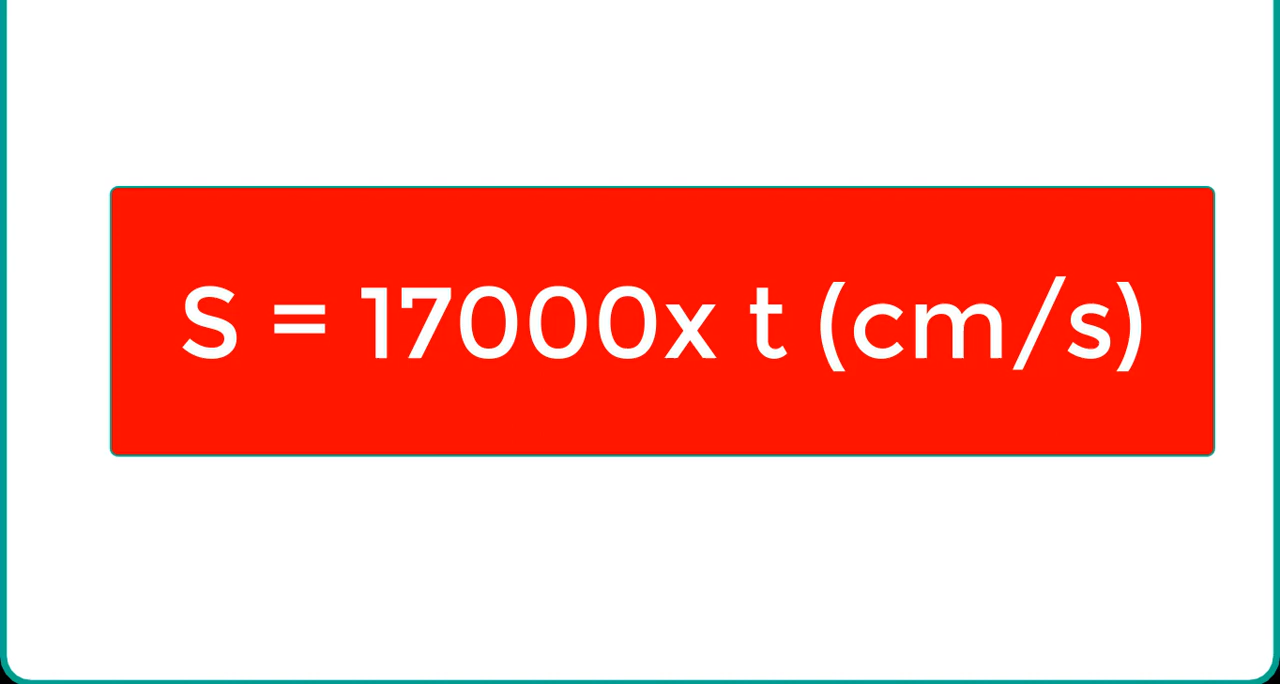 S = 17000x t (cm/s)